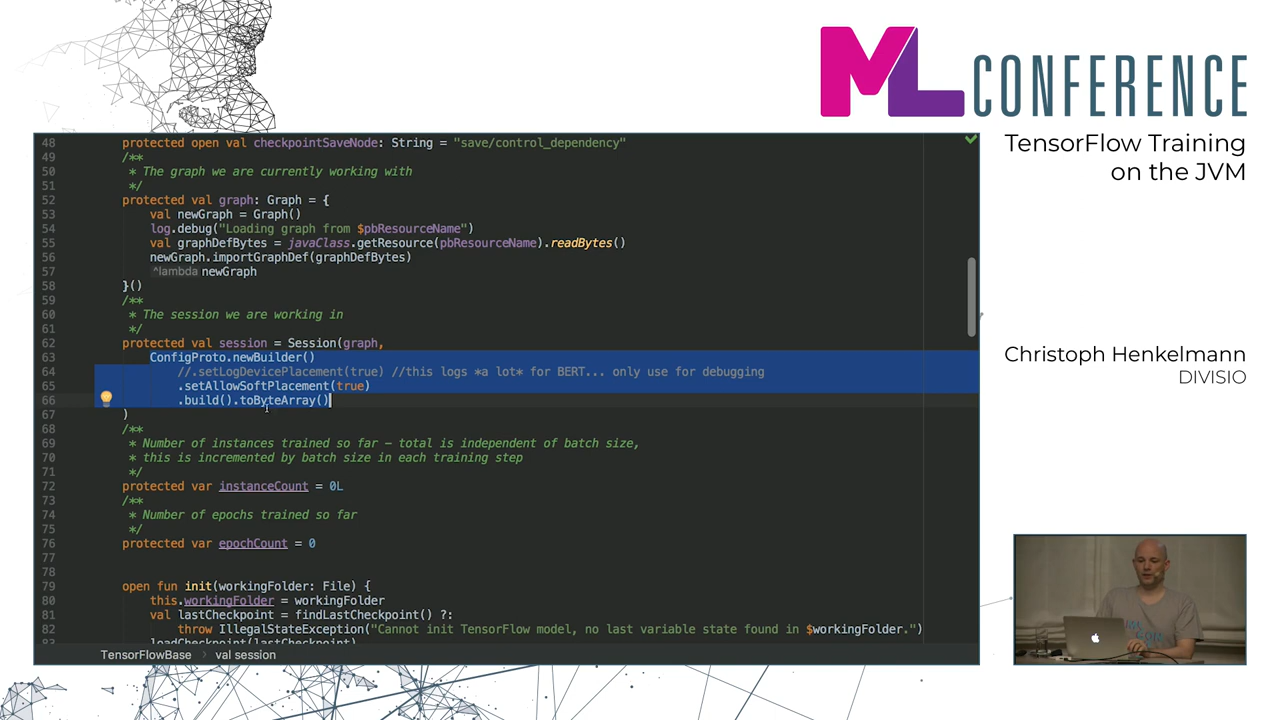 ML CONFERENCE
TensorFlow Training
on the JVM
Christoph Henkelmann
DIVISIO
48 protected open val checkpointSaveNode: String = "save/control_dependency"
49 /**
50 * The graph we are currently working with
51 */
52 protected val graph: Graph = {
53 val newGraph = Graph()
54 log.debug("Loading graph from $pbResourceName")
55 val graphDefBytes = javaClass.getResource(pbResourceName).readBytes()
56 newGraph.importGraphDef(graphDefBytes)
57 ^lambda newGraph
58 }()
59 /**
60 * The session we are working in
61 */
62 protected val session = Session(graph,
63 ConfigProto.newBuilder()
64 //.setLogDevicePlacement(true) //this logs *a lot* for BERT... only use for debugging
65 .setAllowSoftPlacement(true)
66 .build().toByteArray()
67 )
68 /**
69 * Number of instances trained so far - total is independent of batch size,
70 * this is incremented by batch size in each training step
71 */
72 protected var instanceCount = 0L
73 /**
74 * Number of epochs trained so far
75 */
76 protected var epochCount = 0
77
78
79 open fun init(workingFolder: File) {
80 this.workingFolder = workingFolder
81 val lastCheckpoint = findLastCheckpoint() ?:
82 throw IllegalStateException("Cannot init TensorFlow model, no last variable state found in $workingFolder.")
loadCheckpoint(lastCheckpoint)
TensorFlowBase › val session